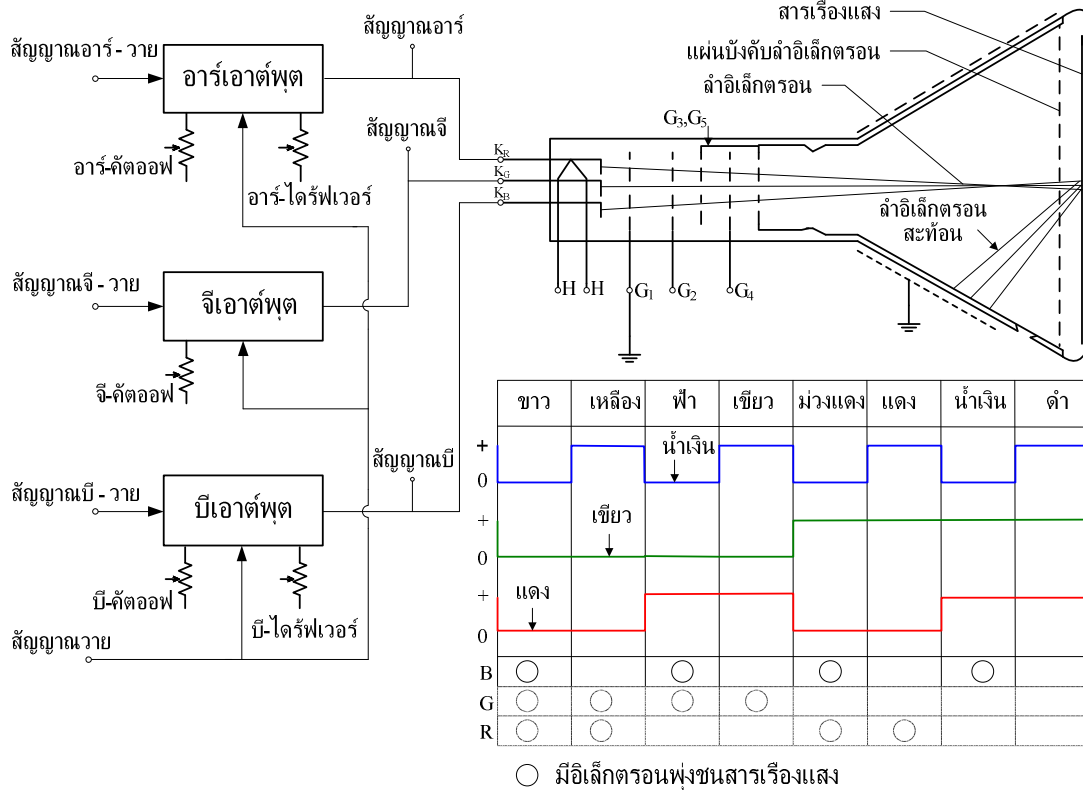 สัญญาณอาร์ - วาย
อาร์เอาต์พุต
สัญญาณอาร์
อาร์-คัตออฟ
อาร์-ไดร้ฟเวอร์
สัญญาณจี
สัญญาณจี - วาย
จีเอาต์พุต
จี-คัตออฟ
สัญญาณบี - วาย
บีเอาต์พุต
สัญญาณบี
บี-คัตออฟ
บี-ไดร้ฟเวอร์
สัญญาณวาย
สารเรืองแสง
แผ่นบังคับลำอิเล็กตรอน
ลำอิเล็กตรอน
G3,G5
KR
KG
KB
ลำอิเล็กตรอน
สะท้อน
H H G1 G2 G4
ขาว เหลือง ฟ้า เขียว ม่วงแดง แดง น้ำเงิน ดำ
+
น้ำเงิน
0
เขียว
+
0
แดง
+
0
B
G
R
มีอิเล็กตรอนพุ่งชนสารเรืองแสง